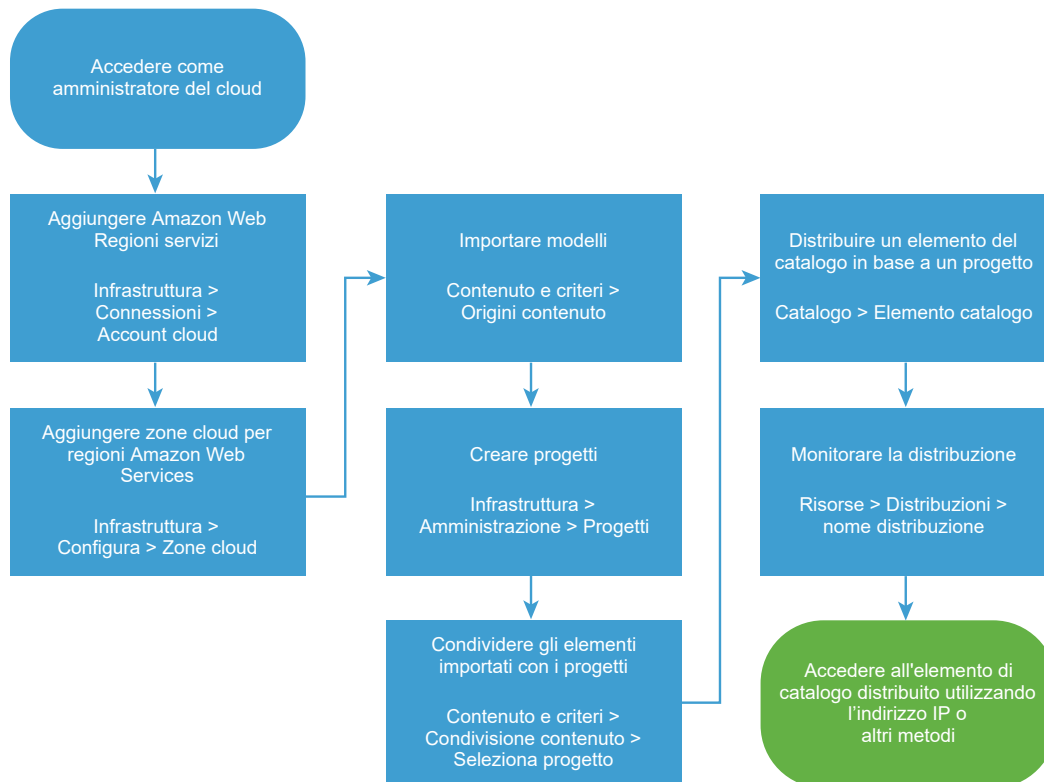 Accedere come
amministratore del cloud
Aggiungere Amazon Web
Regioni servizi
Infrastruttura >
Connessioni >
Account cloud
Aggiungere zone cloud per
regioni Amazon Web
Services
Infrastruttura >
Configura > Zone cloud
Importare modelli
Contenuto e criteri >
Origini contenuto
Creare progetti
Infrastruttura >
Amministrazione > Progetti
Condividere gli elementi
importati con i progetti
Contenuto e criteri >
Condivisione contenuto >
Seleziona progetto
Distribuire un elemento del
catalogo in base a un progetto
Catalogo > Elemento catalogo
Monitorare la distribuzione
Risorse > Distribuzioni >
nome distribuzione
Accedere all'elemento di
catalogo distribuito utilizzando
l’indirizzo IP o
altri metodi